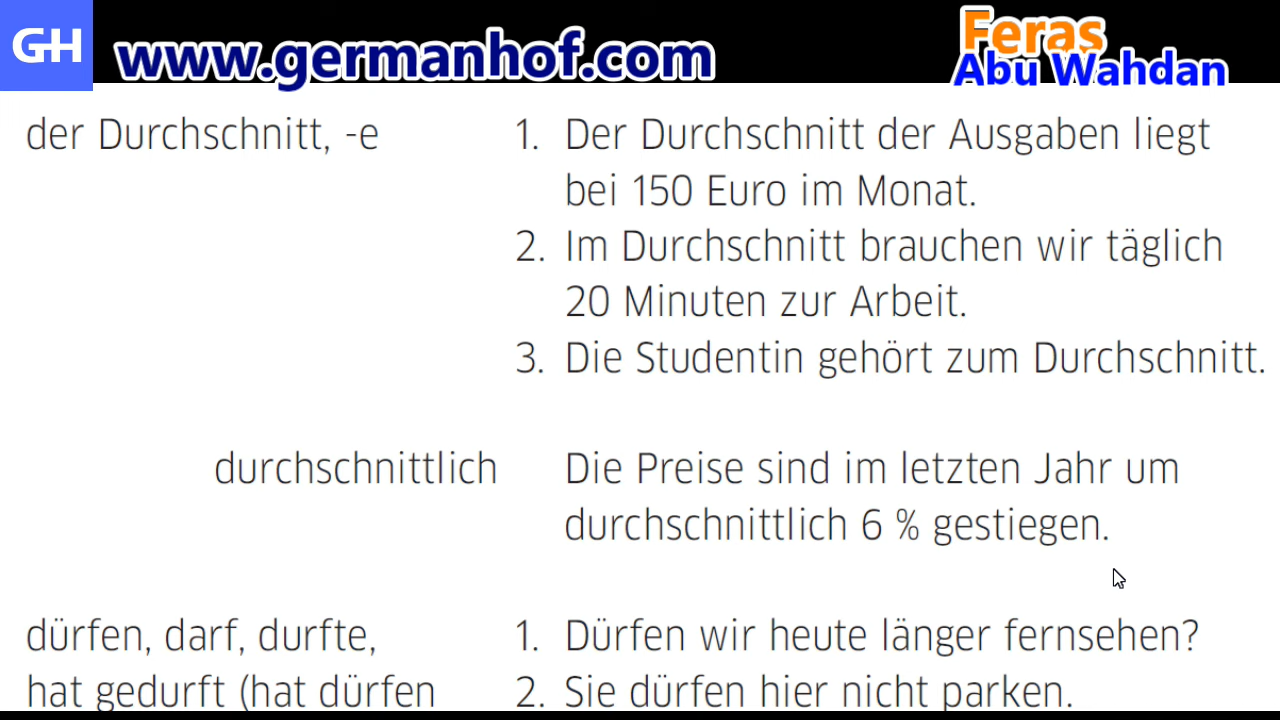 GH
www.germanhof.com
Feras
Abu Wahdan
der Durchschnitt, -e 1. Der Durchschnitt der Ausgaben liegt
bei 150 Euro im Monat.
2. Im Durchschnitt brauchen wir täglich
20 Minuten zur Arbeit.
3. Die Studentin gehört zum Durchschnitt.
durchschnittlich Die Preise sind im letzten Jahr um
durchschnittlich 6 % gestiegen.
dürfen, darf, durfte, 1. Dürfen wir heute länger fernsehen?
hat gedurft (hat dürfen 2. Sie dürfen hier nicht parken.